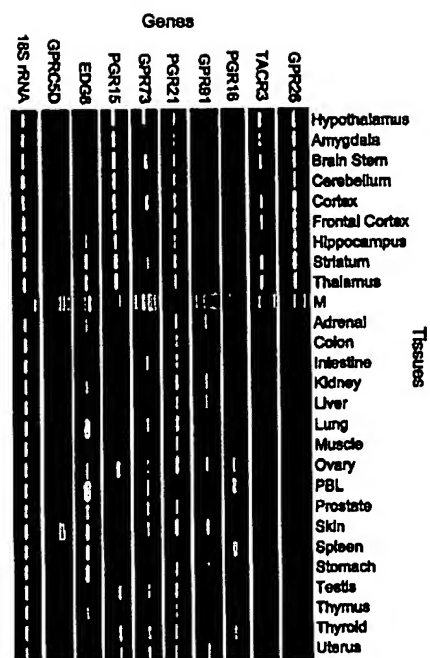 Genes
18S rRNA
GPRC5D
EDG6
PGR15
GPR73
PGR21
GPR81
PGR16
TACR3
GPR26
Hypothalamus
Amygdala
Brain Stem
Cerebellum
Cortex
Frontal Cortex
Hippocampus
Striatum
Thalamus
M
Adrenal
Colon
Intestine
Kidney
Liver
Lung
Muscle
Ovary
PBL
Prostate
Skin
Spleen
Stomach
Testis
Thymus
Thyroid
Uterus
Tissues